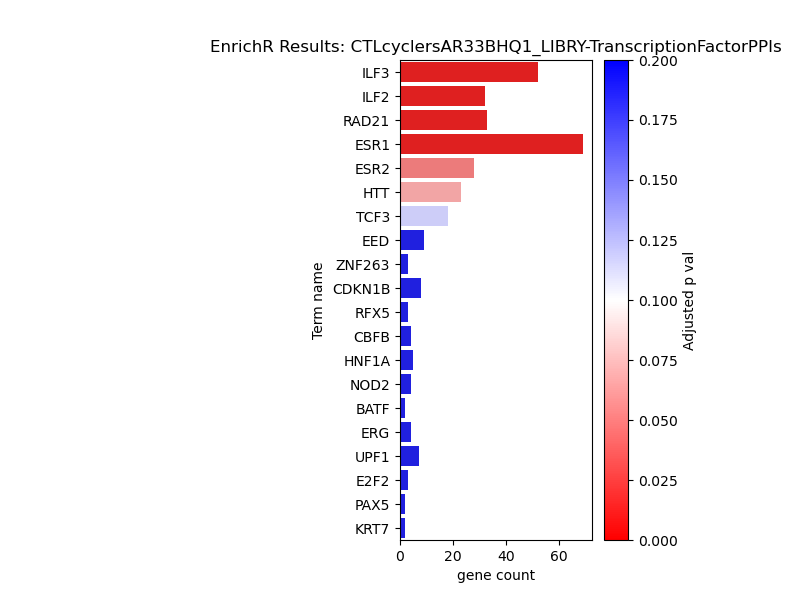 EnrichR Results: CTLcyclersAR33BHQ1_LIBRY-TranscriptionFactorPPIs
Term name
ILF3
ILF2
RAD21
ESR1
ESR2
HTT
TCF3
EED
ZNF263
CDKN1B
RFX5
CBFB
HNF1A
NOD2
BATF
ERG
UPF1
E2F2
PAX5
KRT7
0 20 40 60
gene count
0.200
0.175
0.150
0.125
0.100
0.075
0.050
0.025
0.000
Adjusted p val